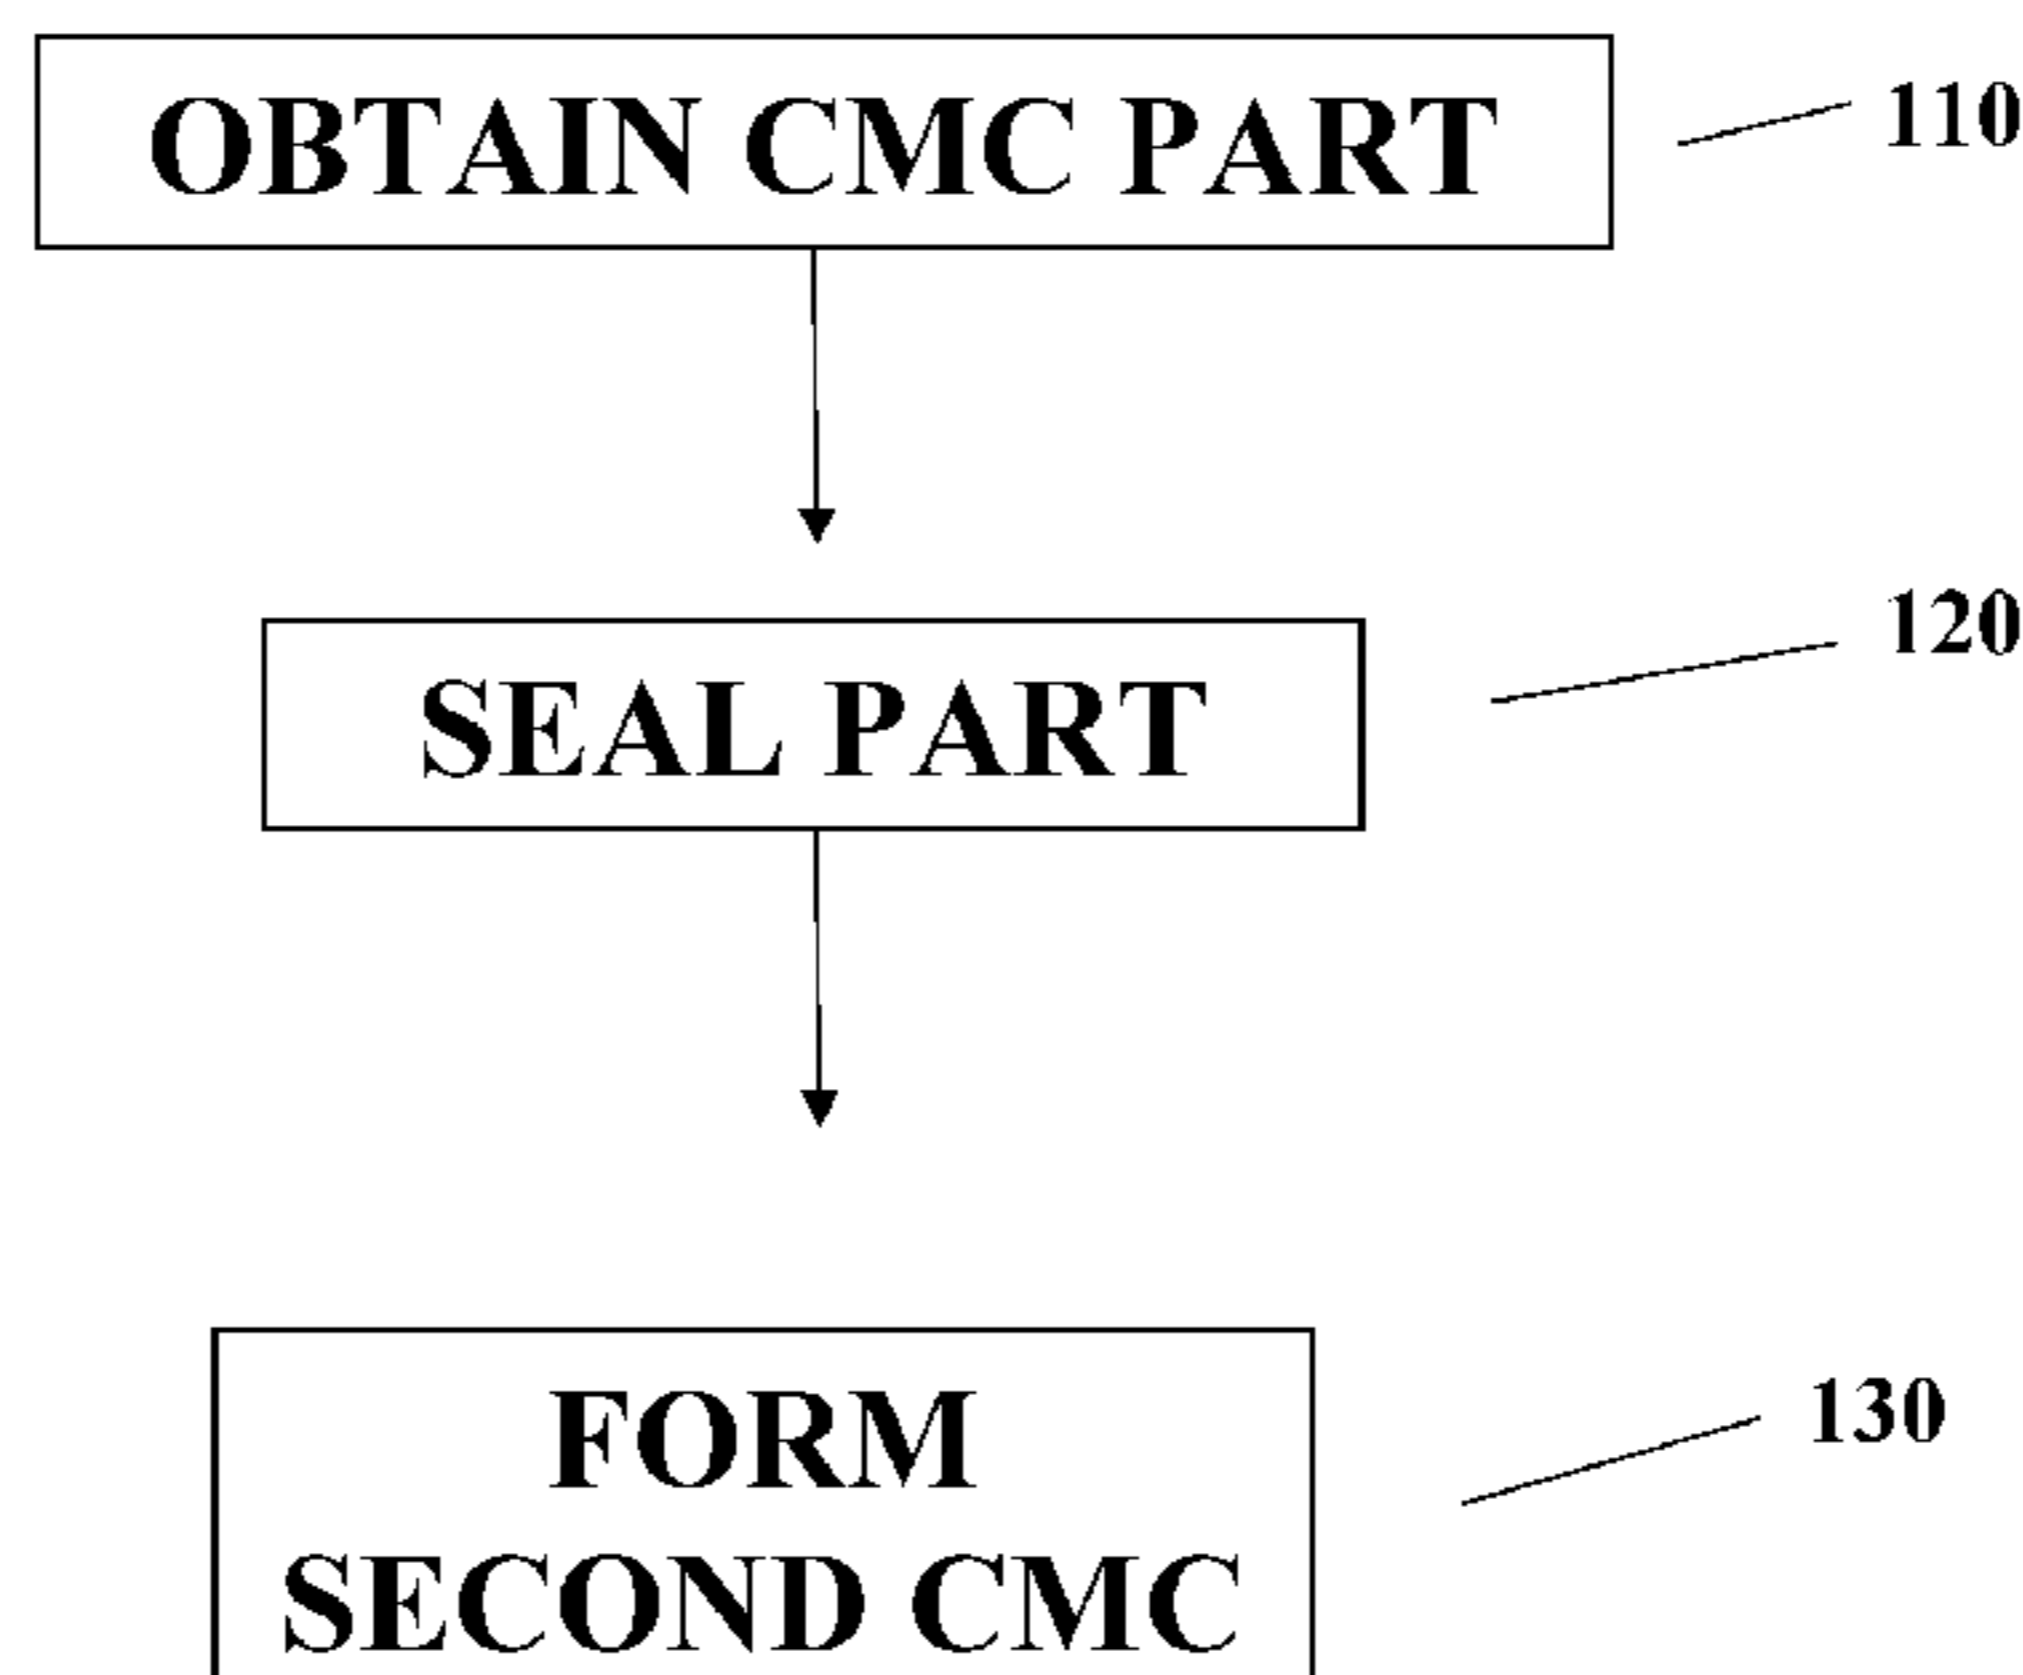 OBTAIN CMC PART
110
SEAL PART
120
FORM
130
SECOND CMC